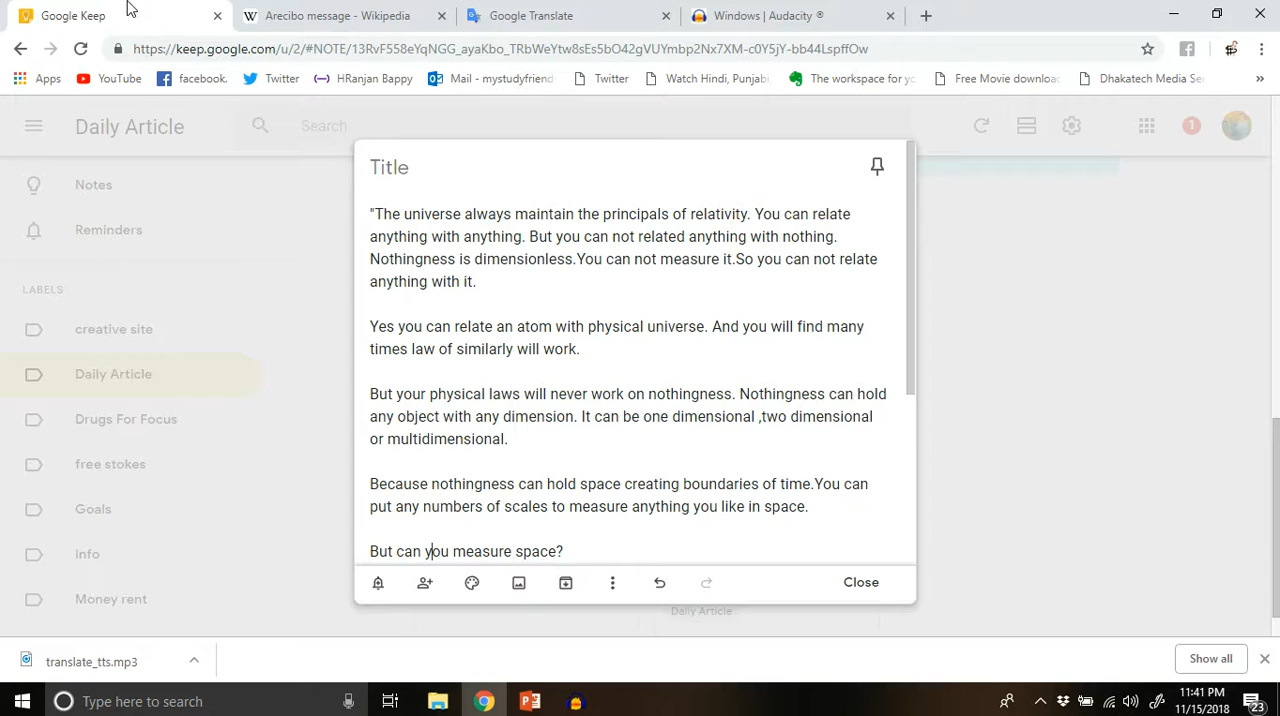 Google Keep
Arecibo message - Wikipedia
Google Translate
Windows | Audacity ®
https://keep.google.com/u/2/#NOTE/13RvF558eYqNGG_ayaKbo_TRbWeYtw8sEs5bO42gVUYmbp2Nx7XM-c0Y5jY-bb44LspffOw
Apps
YouTube
facebook.
Twitter
HRanjan Bappy
Mail - mystudyfriend
Twitter
Watch Hindi, Punjabi
The workspace for yo
Free Movie downloa
Dhakatech Media Se
»
Daily Article
Search
1
Notes
Reminders
LABELS
creative site
Daily Article
Drugs For Focus
free stokes
Goals
info
Money rent
Title
"The universe always maintain the principals of relativity. You can relate
anything with anything. But you can not related anything with nothing.
Nothingness is dimensionless.You can not measure it.So you can not relate
anything with it.
Yes you can relate an atom with physical universe. And you will find many
times law of similarly will work.
But your physical laws will never work on nothingness. Nothingness can hold
any object with any dimension. It can be one dimensional ,two dimensional
or multidimensional.
Because nothingness can hold space creating boundaries of time.You can
put any numbers of scales to measure anything you like in space.
But can you measure space?
Close
Daily Article
translate_tts.mp3
Show all
Type here to search
11:41 PM
11/15/2018
23